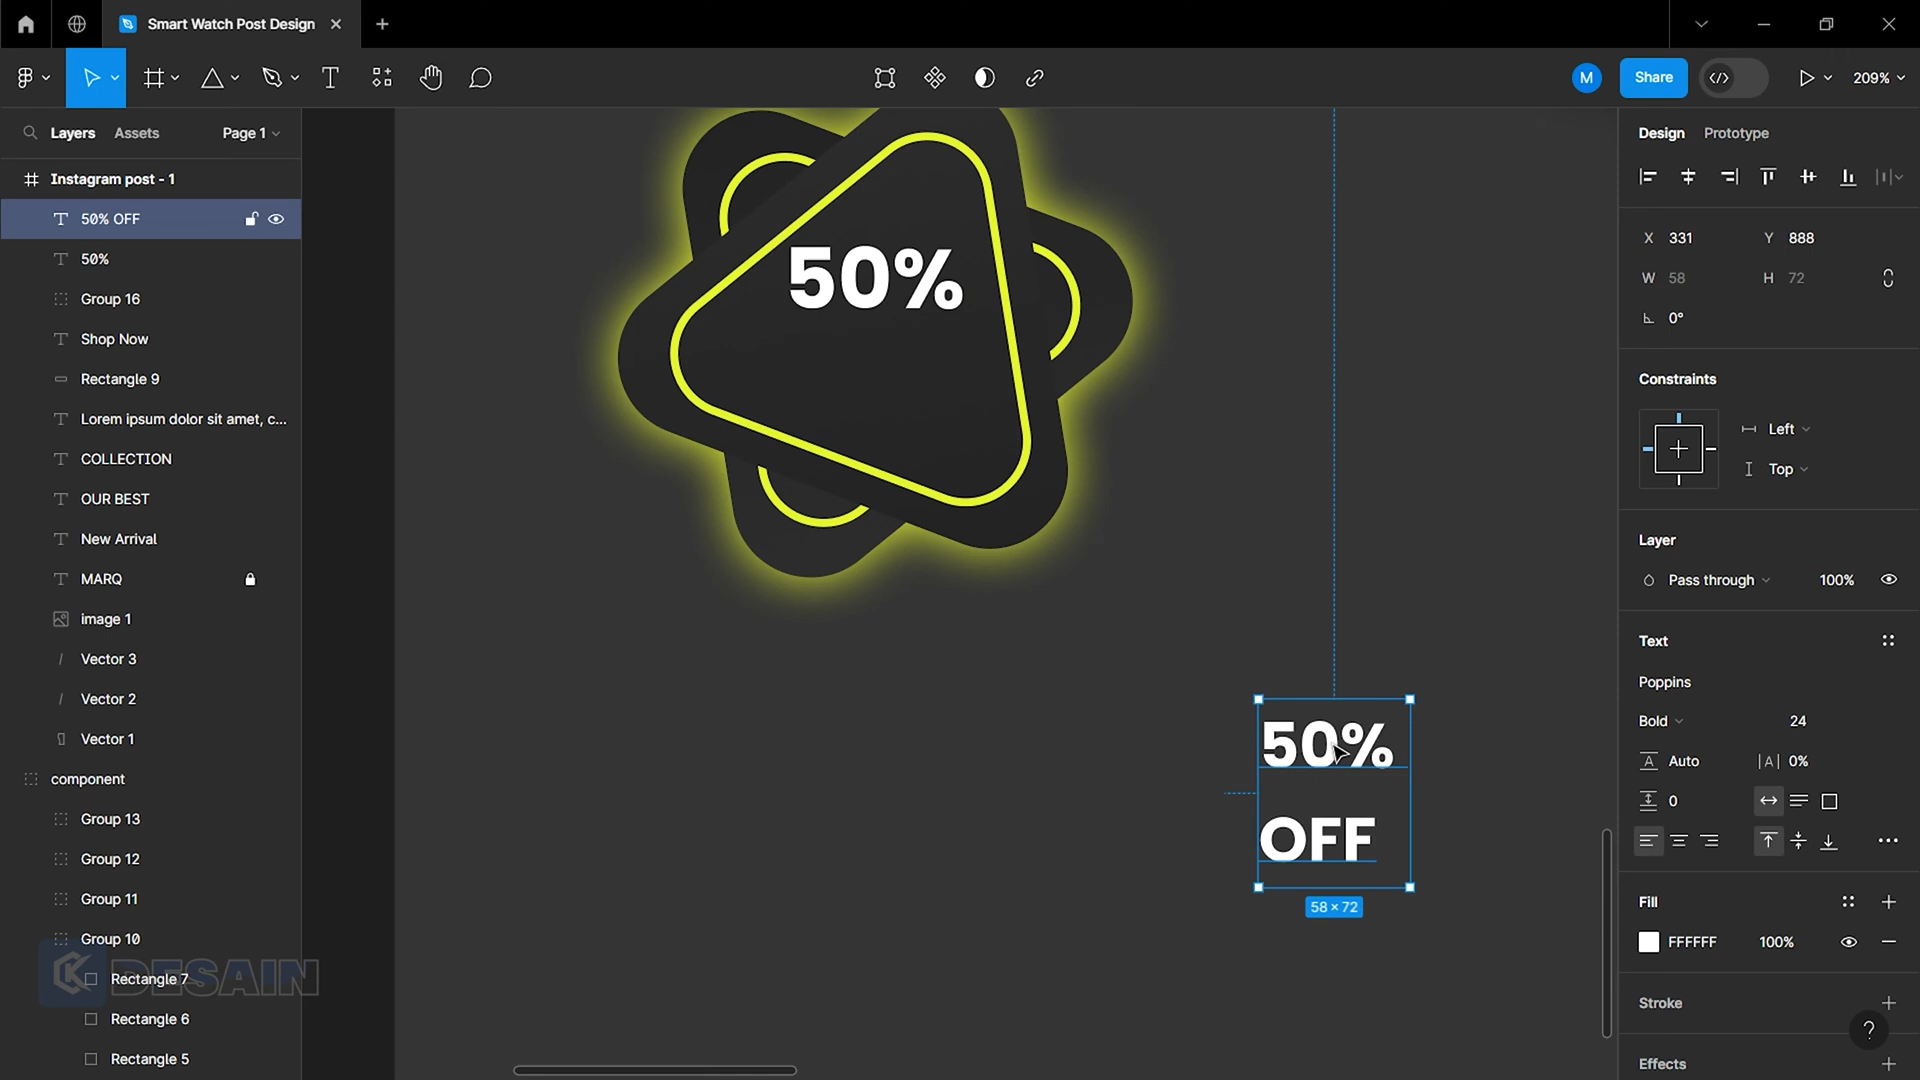 Smart Watch Post Design
M
Share
209%
Layers
Assets
Page 1
Instagram post - 1
50% OFF
50%
Group 16
Shop Now
Rectangle 9
Lorem ipsum dolor sit amet, c...
COLLECTION
OUR BEST
New Arrival
MARQ
image 1
Vector 3
Vector 2
Vector 1
component
Group 13
Group 12
Group 11
Group 10
Rectangle 7
Rectangle 6
Rectangle 5
DESAIN
50%
50%
OFF
58 × 72
Design
Prototype
X 331
Y 888
W 58
H 72
0°
Constraints
Left
Top
Layer
Pass through
100%
Text
Poppins
Bold
24
Auto
|A| 0%
0
Fill
FFFFFF
100%
Stroke
?
Effects